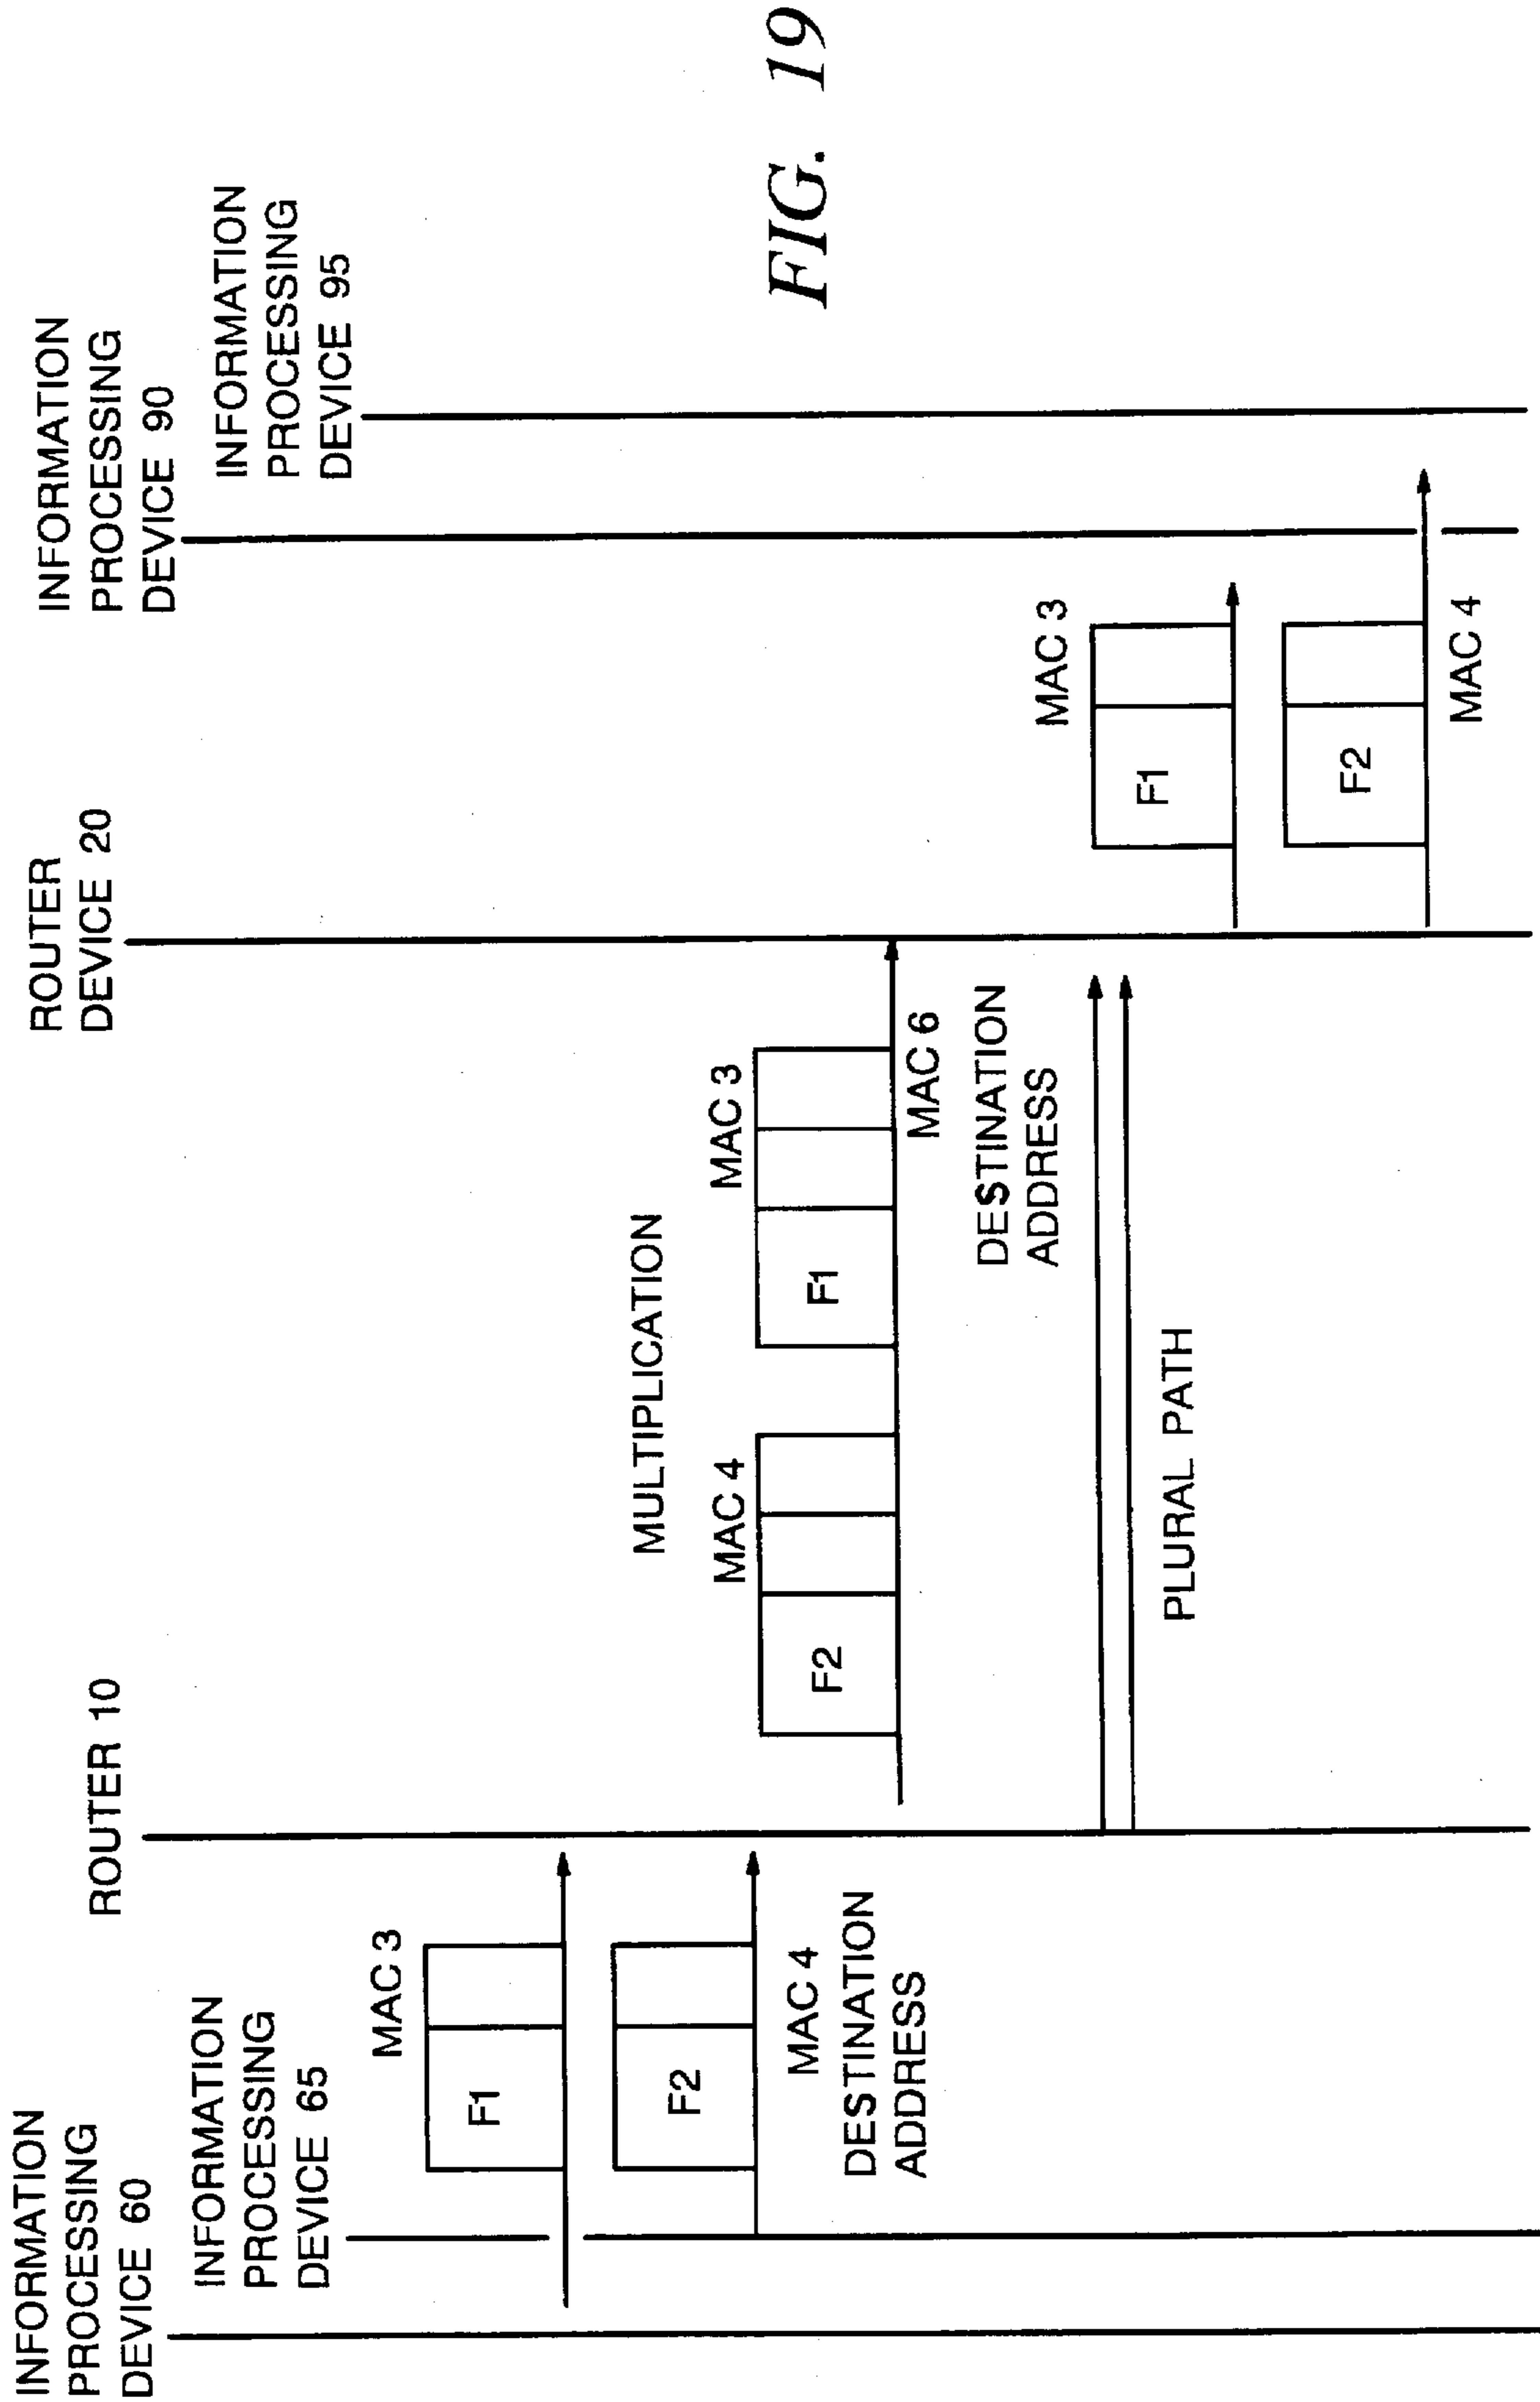 INFORMATION
PROCESSING
DEVICE 60
INFORMATION
PROCESSING
DEVICE 65
ROUTER 10
ROUTER
DEVICE 20
INFORMATION
PROCESSING
DEVICE 90
INFORMATION
PROCESSING
DEVICE 95
MAC 3
F1
F2
MAC 4
DESTINATION
ADDRESS
MULTIPLICATION
MAC 4
MAC 3
F2
F1
MAC 6
DESTINATION
ADDRESS
PLURAL PATH
MAC 3
F1
F2
MAC 4
FIG. 19